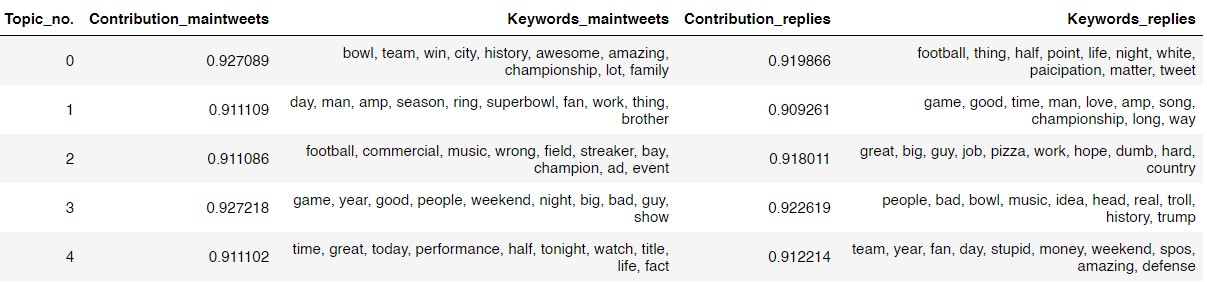 Topic_no. Contribution_maintweets Keywords_maintweets Contribution_replies Keywords_replies
0 0.927089 bowl, team, win, city, history, awesome, amazing, championship, lot, family 0.919866 football, thing, half, point, life, night, white, paicipation, matter, tweet
1 0.911109 day, man, amp, season, ring, superbowl, fan, work, thing, brother 0.909261 game, good, time, man, love, amp, song, championship, long, way
2 0.911086 football, commercial, music, wrong, field, streaker, bay, champion, ad, event 0.918011 great, big, guy, job, pizza, work, hope, dumb, hard, country
3 0.927218 game, year, good, people, weekend, night, big, bad, guy, show 0.922619 people, bad, bowl, music, idea, head, real, troll, history, trump
4 0.911102 time, great, today, performance, half, tonight, watch, title, life, fact 0.912214 team, year, fan, day, stupid, money, weekend, spos, amazing, defense